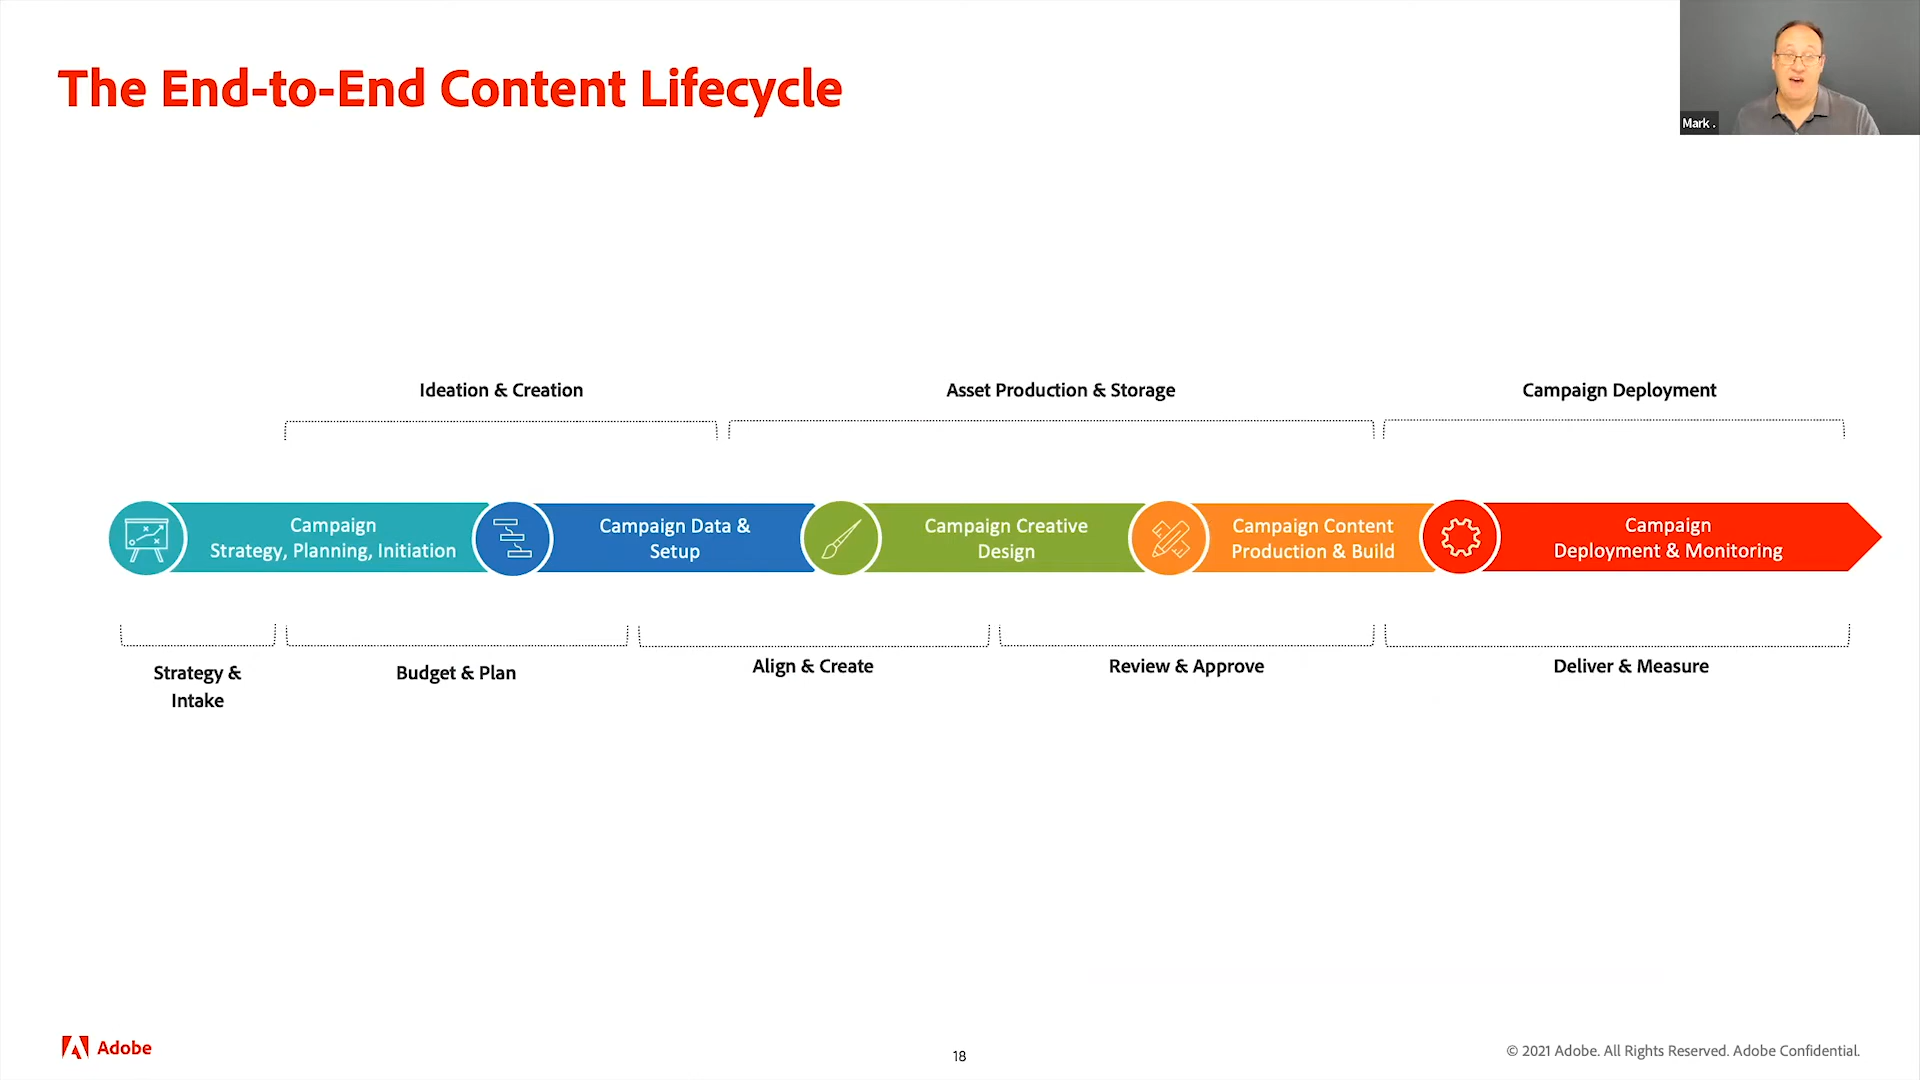 The End-to-End Content Lifecycle
Mark .
Ideation & Creation
Asset Production & Storage
Campaign Deployment
Campaign
Strategy, Planning, Initiation
Campaign Data &
Setup
Campaign Creative
Design
Campaign Content
Production & Build
Campaign
Deployment & Monitoring
Strategy &
Intake
Budget & Plan
Align & Create
Review & Approve
Deliver & Measure
Adobe
18
© 2021 Adobe. All Rights Reserved. Adobe Confidential.